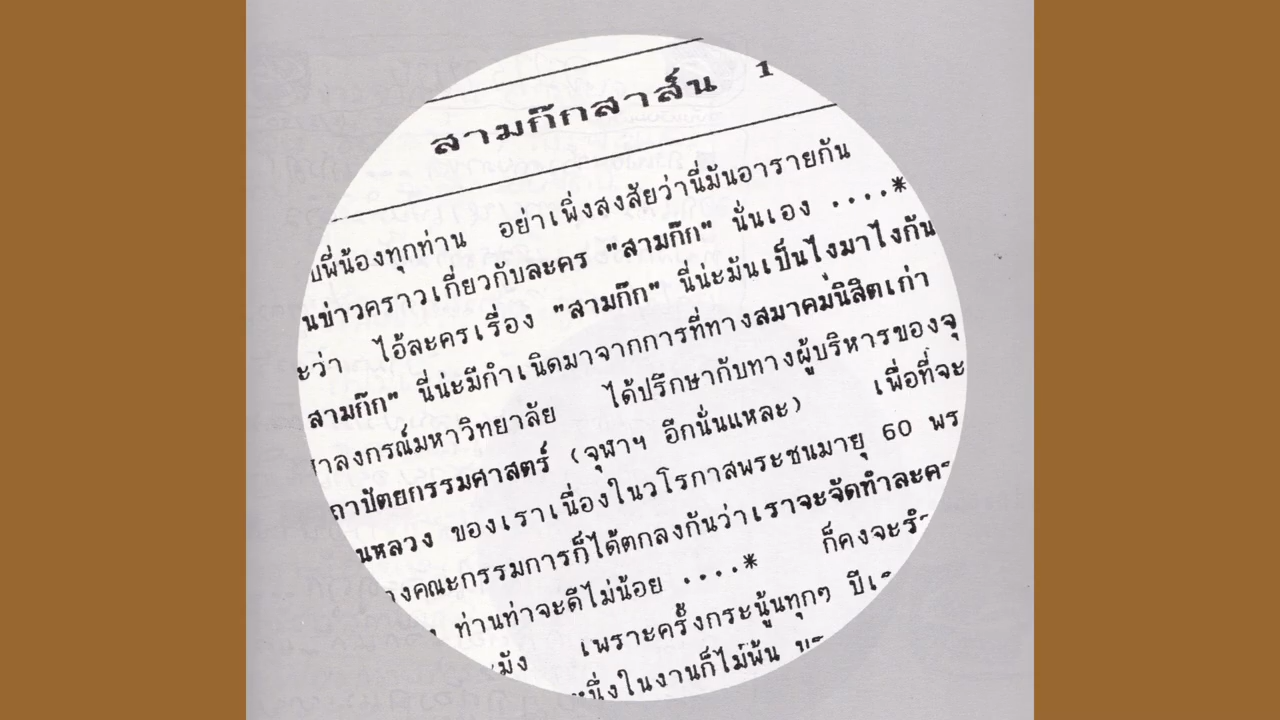 สามก๊กสาส์น 1
พี่น้องทุกท่าน อย่าเพิ่งสงสัยว่านี่มันอารายกัน
นข่าวคราวเกี่ยวกับละคร "สามก๊ก" นั่นเอง ....*
ะว่า ไอ้ละครเรื่อง "สามก๊ก" นี่น่ะมันเป็นไงมาไงกัน
สามก๊ก" นี่น่ะมีกำเนิดมาจากการที่ทางสมาคมนิสิตเก่า
าลงกรณ์มหาวิทยาลัย ได้ปรึกษากับทางผู้บริหารของจุ
ถาปัตยกรรมศาสตร์ (จุฬาฯ อีกนั่นแหละ) เพื่อที่จะ
นหลวง ของเราเนื่องในวโรกาสพระชนมายุ 60 พร
างคณะกรรมการก็ได้ตกลงกันว่าเราจะจัดทำละค
ท่านท่าจะดีไม่น้อย ....* ก็คงจะ
มัง เพราะครั้งกระนู้นทุกๆ ปี
หนึ่งในงานก็ไม่พ้น